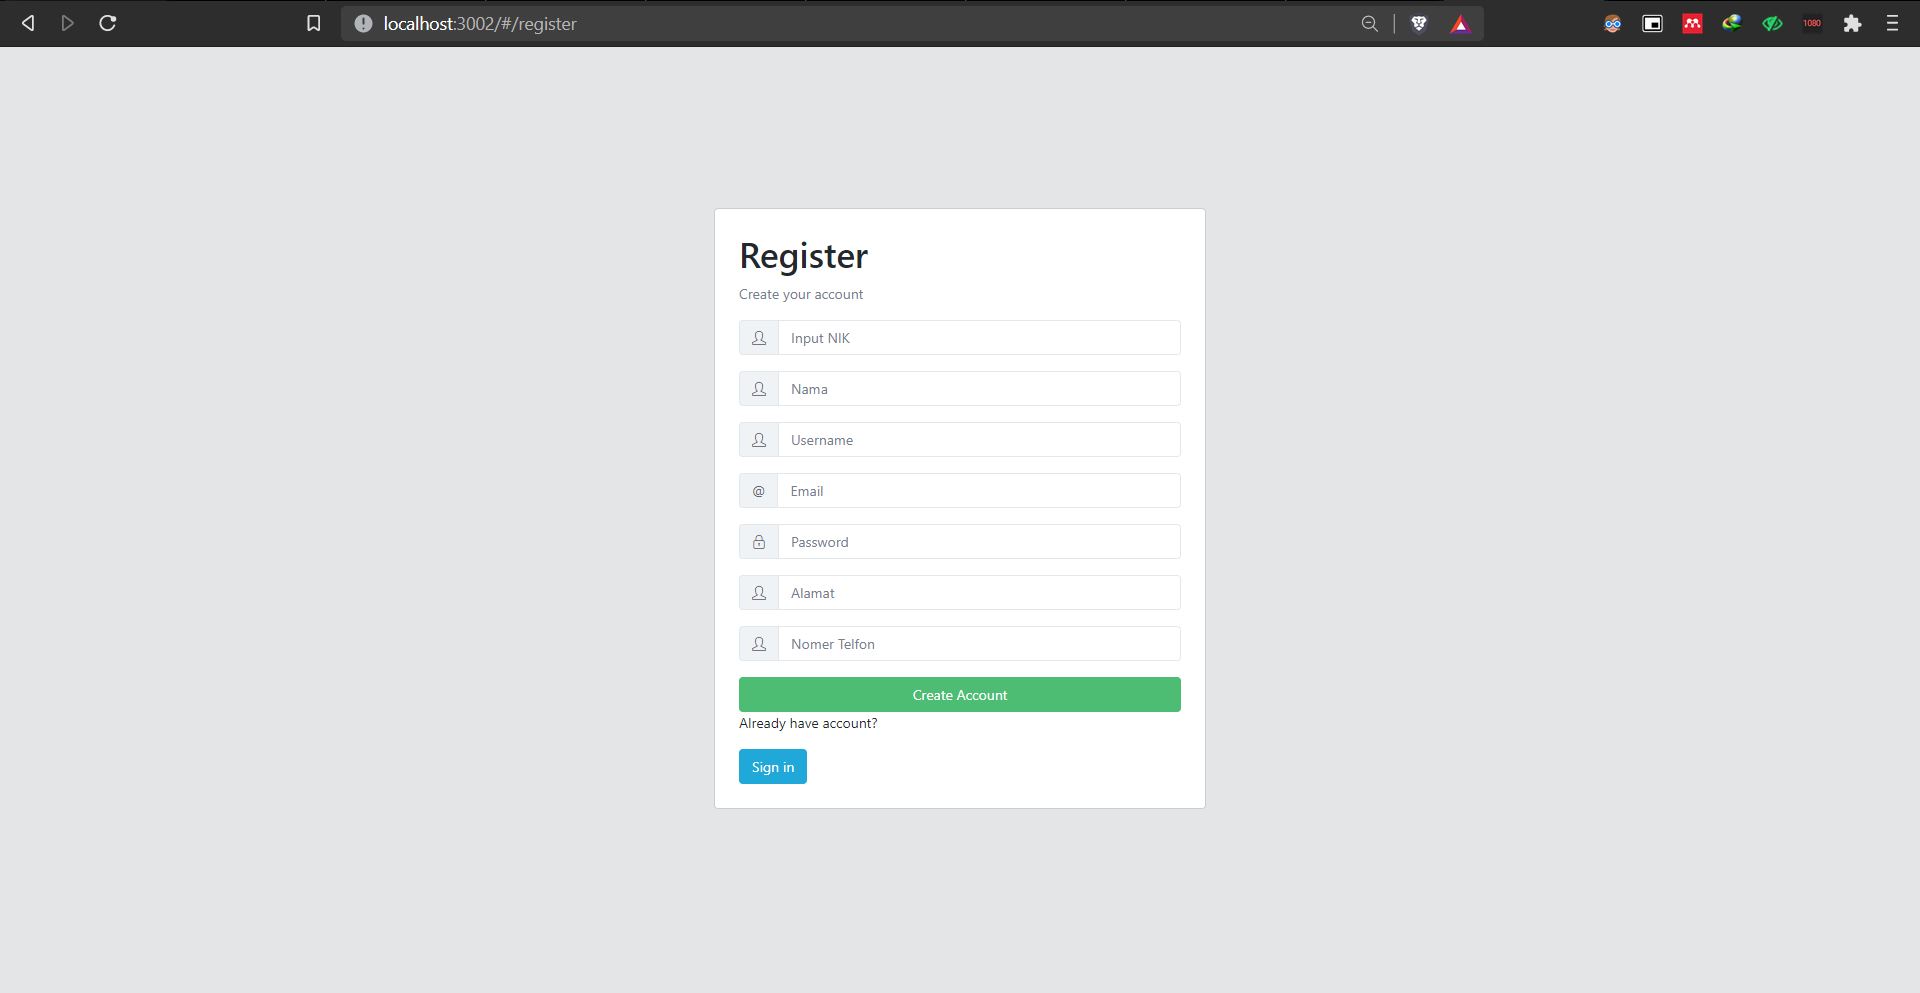 localhost:3002/#/register
1080
Register
Create your account
Input NIK
Nama
Username
@ Email
Password
Alamat
Nomer Telfon
Create Account
Already have account?
Sign in